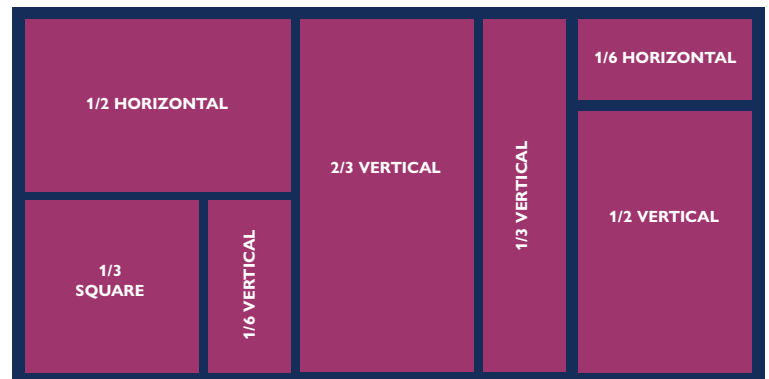 1/2 HORIZONTAL
1/3
SQUARE
1/6 VERTICAL
2/3 VERTICAL
1/3 VERTICAL
1/6 HORIZONTAL
1/2 VERTICAL